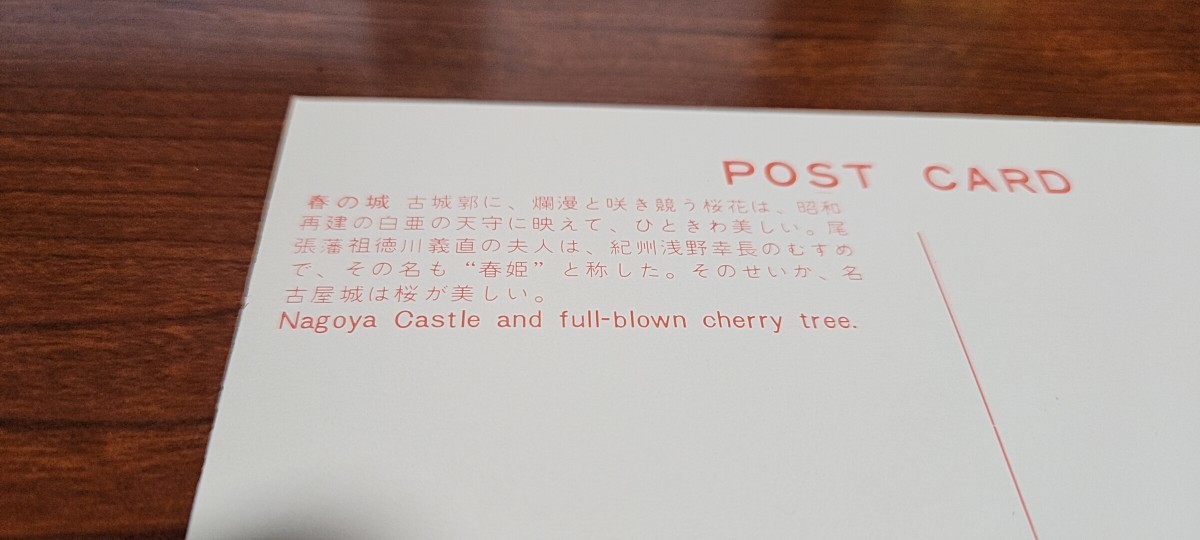 POST CARD
春の城 古城郭に、爛漫と咲き競う桜花は、昭和
再建の白亜の天守に映えて、ひときわ美しい。尾
張藩祖徳川義直の夫人は、紀州浅野幸長のむすめ
で、その名も“春姫”と称した。そのせいか、名
古屋城は桜が美しい。
Nagoya Castle and full-blown cherry tree.